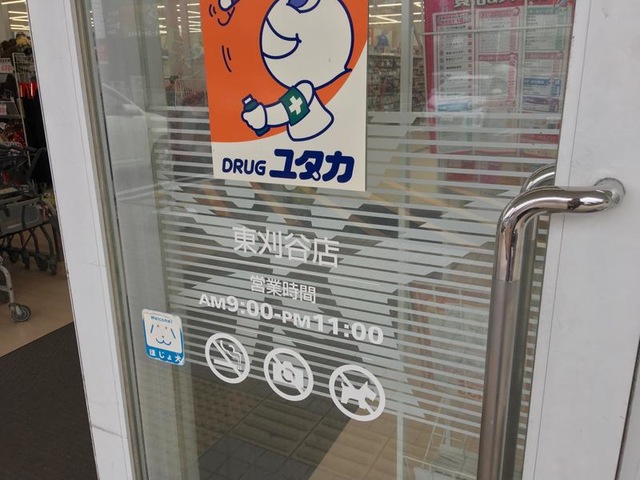 DRUG ユタカ
東刈谷店
営業時間
AM9:00-PM11:00
Welcome!
ほじょ犬